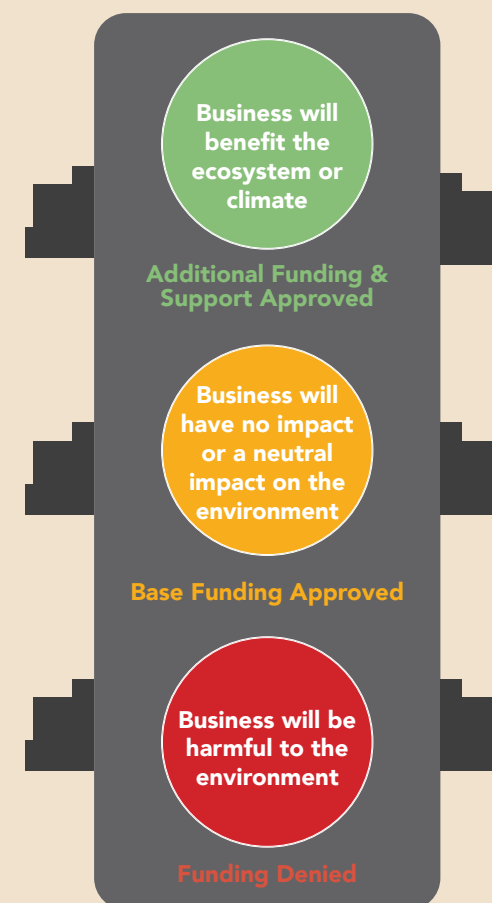 Business will
benefit the
ecosystem or
climate
Additional Funding &
Support Approved
Business will
have no impact
or a neutral
impact on the
environment
Base Funding Approved
Business will be
harmful to the
environment
Funding Denied